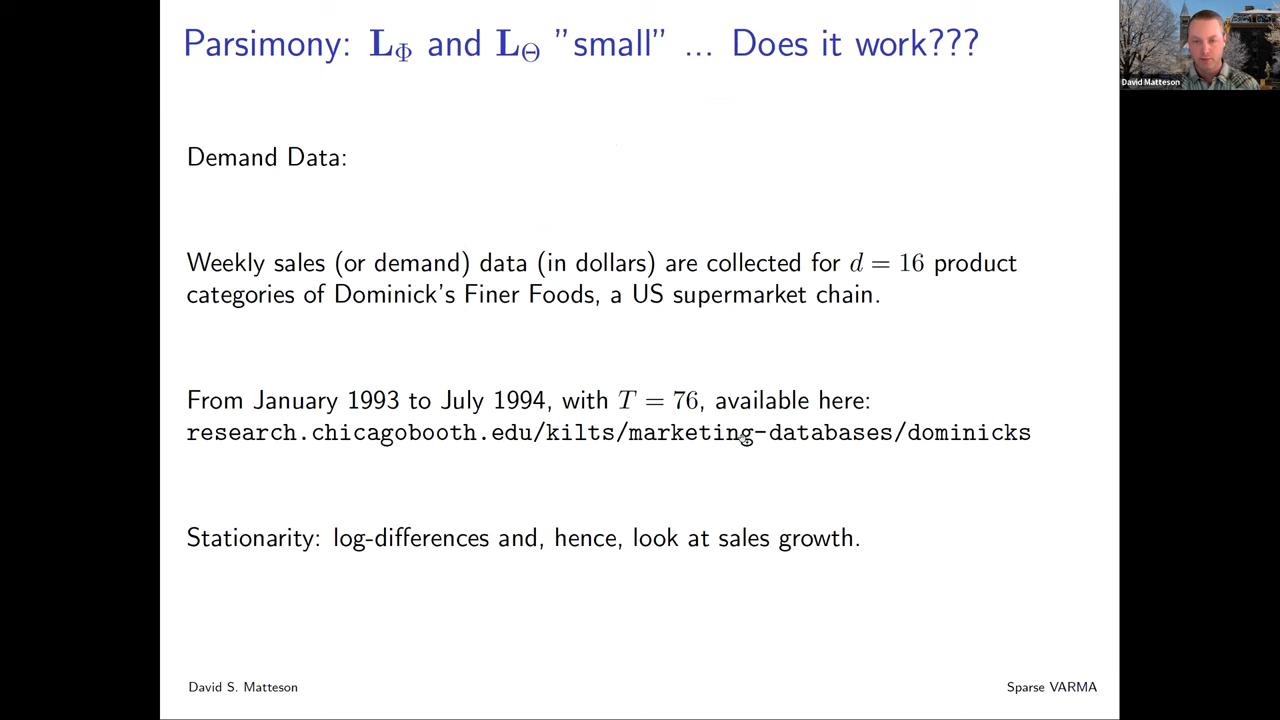 Parsimony: L_Φ and L_Θ ”small” ... Does it work???
David Matteson
Demand Data:
Weekly sales (or demand) data (in dollars) are collected for d = 16 product
categories of Dominick's Finer Foods, a US supermarket chain.
From January 1993 to July 1994, with T = 76, available here:
research.chicagobooth.edu/kilts/marketing-databases/dominicks
Stationarity: log-differences and, hence, look at sales growth.
David S. Matteson
Sparse VARMA